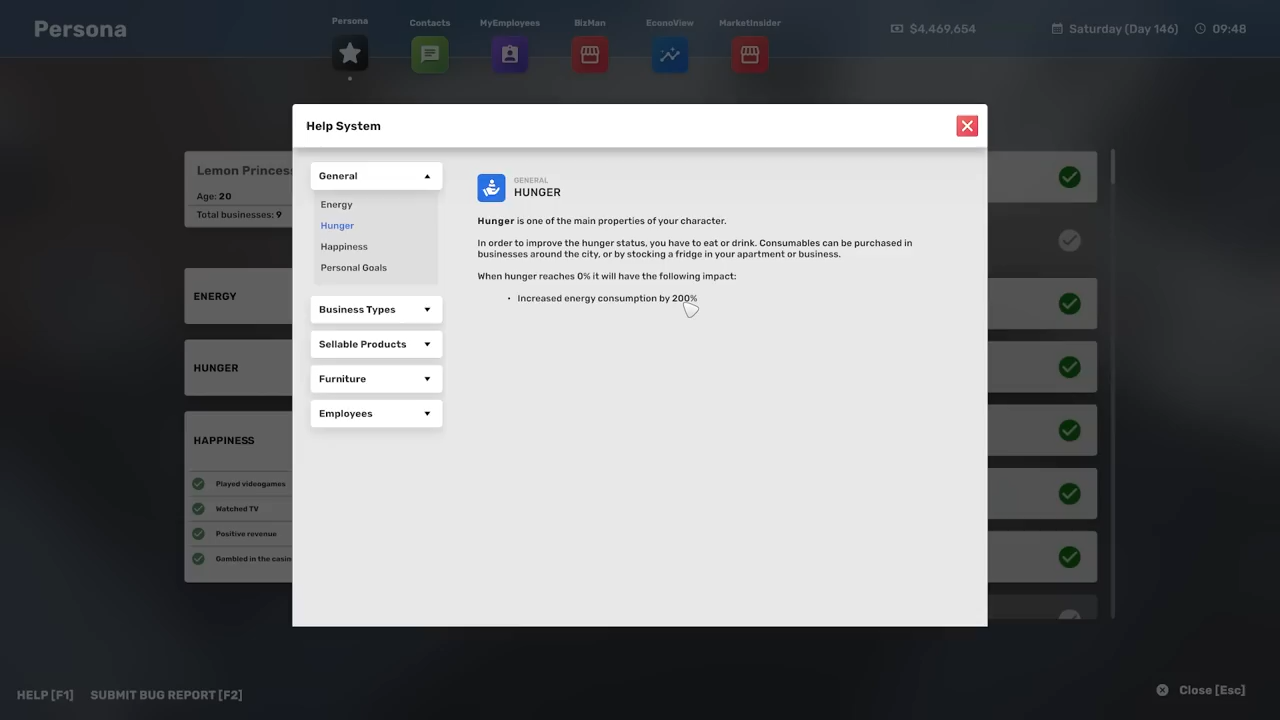 Persona
Persona
Contacts
MyEmployees
BizMan
EconoView
MarketInsider
$4,469,654
Saturday (Day 146)
09:48
Help System
General
Energy
Hunger
Happiness
Personal Goals
Business Types
Sellable Products
Furniture
Employees
GENERAL
HUNGER
Hunger is one of the main properties of your character.
In order to improve the hunger status, you have to eat or drink. Consumables can be purchased in
businesses around the city, or by stocking a fridge in your apartment or business.
When hunger reaches 0% it will have the following impact:
• Increased energy consumption by 200%
Lemon Princess
Age: 20
Total businesses: 9
ENERGY
HUNGER
HAPPINESS
Played videogames
Watched TV
Positive revenue
Gambled in the casin
HELP [F1]
SUBMIT BUG REPORT [F2]
Close [Esc]